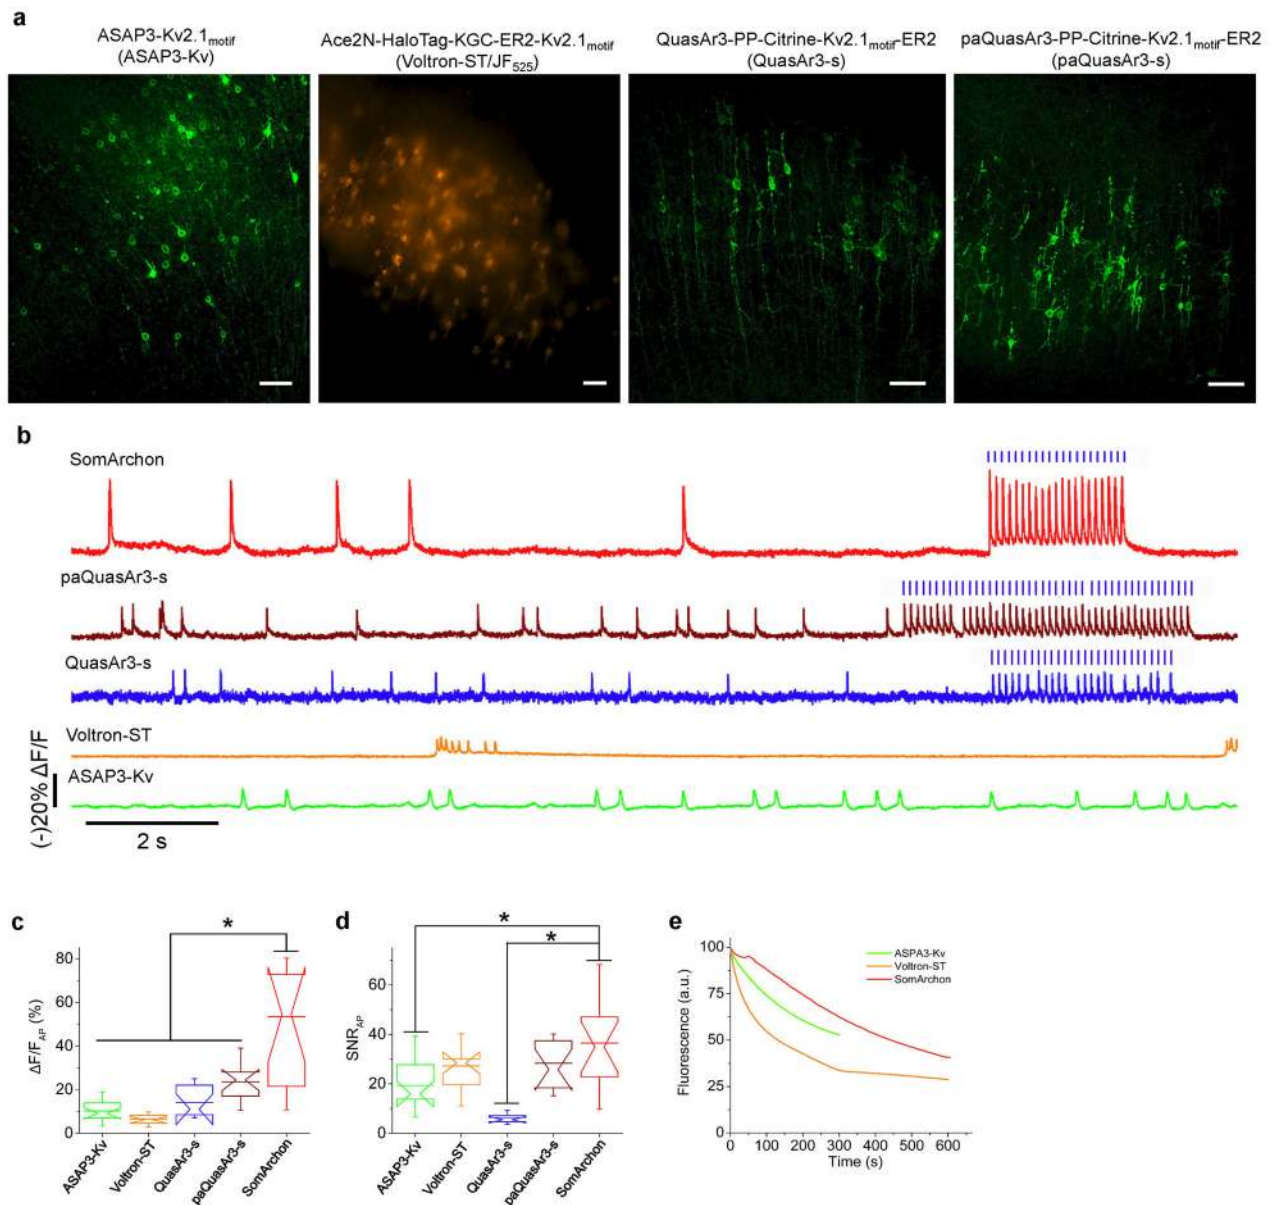 a
ASAP3-Kv2.1motif
(ASAP3-Kv)
Ace2N-HaloTag-KGC-ER2-Kv2.1motif
(Voltron-ST/JF525)
QuasAr3-PP-Citrine-Kv2.1motif-ER2
(QuasAr3-s)
paQuasAr3-PP-Citrine-Kv2.1motif-ER2
(paQuasAr3-s)
b
SomArchon
paQuasAr3-s
QuasAr3-s
Voltron-ST
ASAP3-Kv
(-)20% ΔF/F
2 s
c
*
ΔF/FAP (%)
80
60
40
20
0
ASAP3-Kv
Voltron-ST
QuasAr3-s
paQuasAr3-s
SomArchon
d
*
*
SNRAP
60
40
20
0
ASAP3-Kv
Voltron-ST
QuasAr3-s
paQuasAr3-s
SomArchon
e
Fluorescence (a.u.)
100
75
50
25
0
ASPA3-Kv
Voltron-ST
SomArchon
0 100 200 300 400 500 600
Time (s)